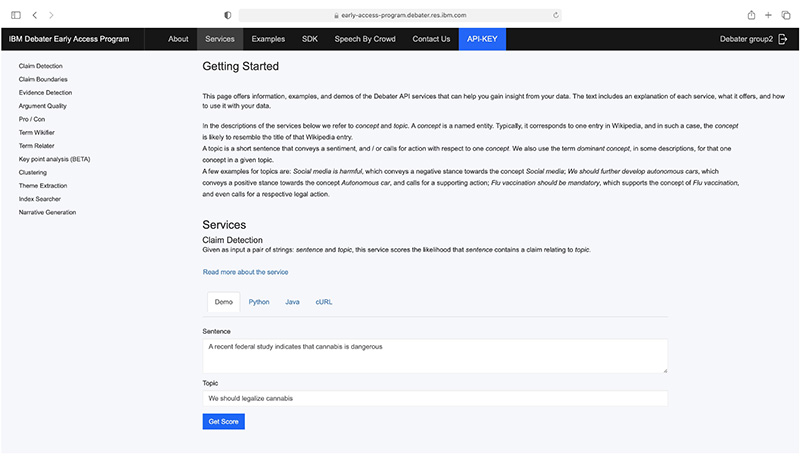 early-access-program.debater.res.ibm.com
IBM Debater Early Access Program About Services Examples SDK Speech By Crowd Contact Us API-KEY Debater group2
Claim Detection
Claim Boundaries
Evidence Detection
Argument Quality
Pro / Con
Term Wikifier
Term Relater
Key point analysis (BETA)
Clustering
Theme Extraction
Index Searcher
Narrative Generation
Getting Started
This page offers information, examples, and demos of the Debater API services that can help you gain insight from your data. The text includes an explanation of each service, what it offers, and how
to use it with your data.
In the descriptions of the services below we refer to concept and topic. A concept is a named entity. Typically, it corresponds to one entry in Wikipedia, and in such a case, the concept
is likely to resemble the title of that Wikipedia entry.
A topic is a short sentence that conveys a sentiment, and / or calls for action with respect to one concept. We also use the term dominant concept, in some descriptions, for that one
concept in a given topic.
A few examples for topics are: Social media is harmful, which conveys a negative stance towards the concept Social media; We should further develop autonomous cars, which
conveys a positive stance towards the concept Autonomous car, and calls for a supporting action; Flu vaccination should be mandatory, which supports the concept of Flu vaccination,
and even calls for a respective legal action.
Services
Claim Detection
Given as input a pair of strings: sentence and topic, this service scores the likelihood that sentence contains a claim relating to topic.
Read more about the service
Demo Python Java cURL
Sentence
A recent federal study indicates that cannabis is dangerous
Topic
We should legalize cannabis
Get Score